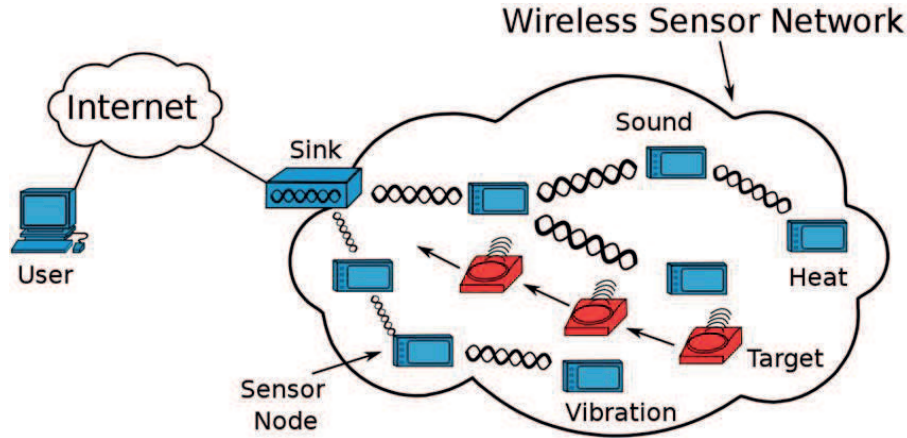 Wireless Sensor Network
Internet
Sound
Sink
User
Heat
Target
Sensor
Node
Vibration